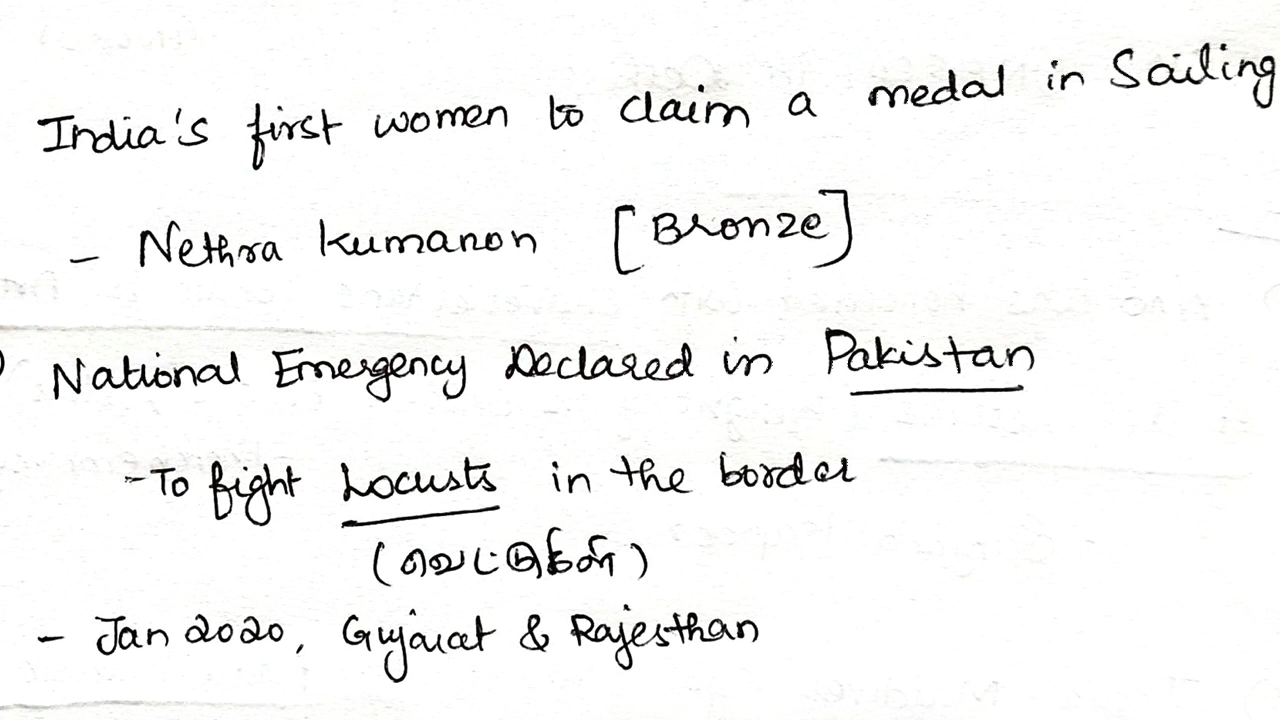 India's first women to claim a medal in Sailing
- Nethra Kumanon [Bronze]
National Emergency Declared in Pakistan
- To fight Locusts in the border
- Jan 2020, Gujarat & Rajesthan